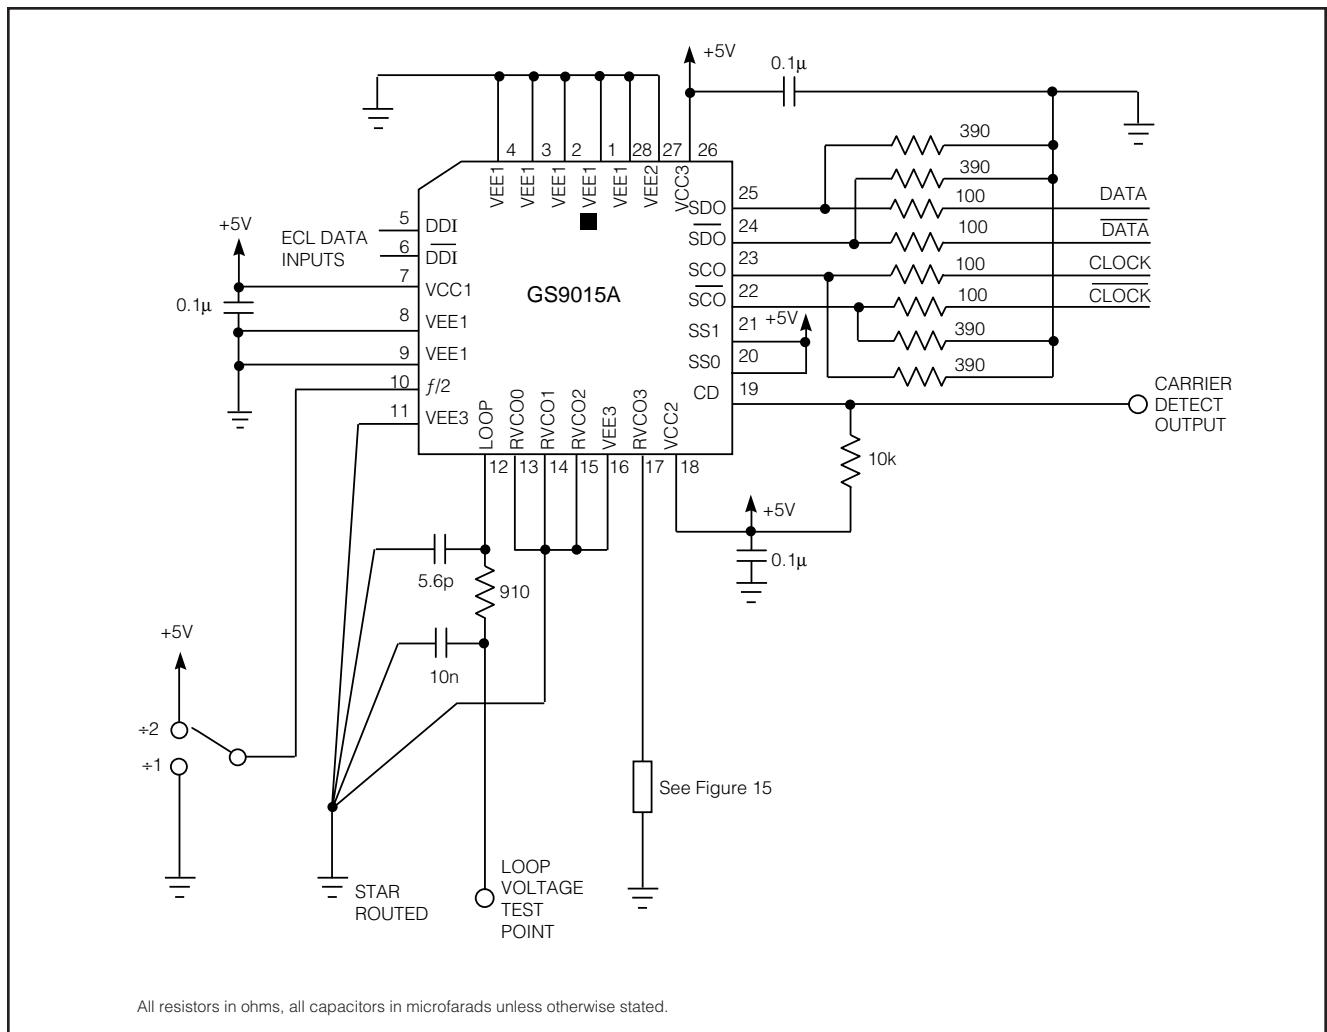 +5V
0.1µ
4 3 2 1 28 27 26
VEE1 VEE1 VEE1 VEE1 VEE1 VEE2 VCC3
390
390
100 DATA
100 DATA
100 CLOCK
100 CLOCK
390
390
25 SDO
24 SDO
23 SCO
22 SCO
21 SS1
+5V
20 SS0
19 CD
CARRIER
DETECT
OUTPUT
+5V
0.1µ
ECL DATA
INPUTS
5 DDI
6 DDI
7 VCC1
8 VEE1
9 VEE1
10 ƒ/2
11 VEE3
GS9015A
LOOP RVCO0 RVCO1 RVCO2 VEE3 RVCO3 VCC2
12 13 14 15 16 17 18
10k
+5V
0.1µ
5.6p
910
10n
+5V
÷2
÷1
See Figure 15
STAR
ROUTED
LOOP
VOLTAGE
TEST
POINT
All resistors in ohms, all capacitors in microfarads unless otherwise stated.